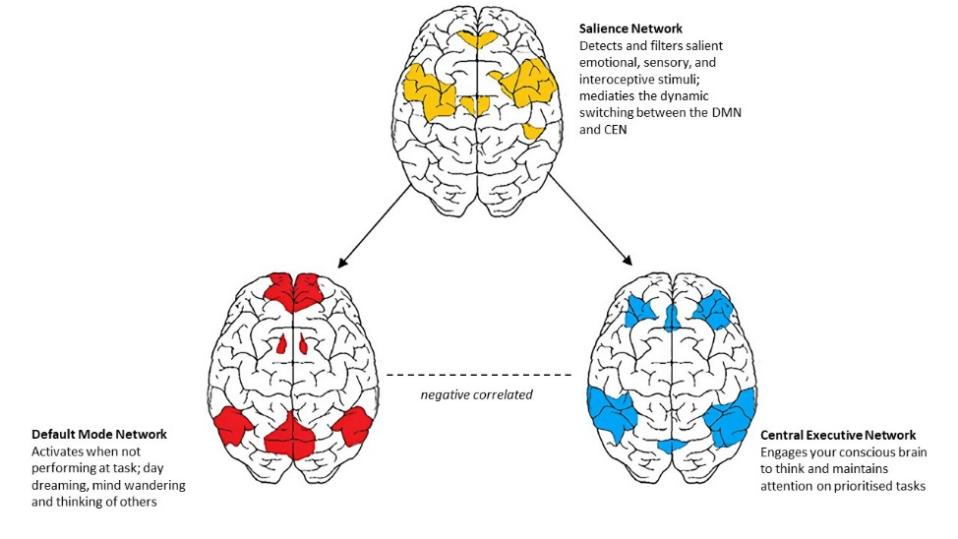 Salience Network
Detects and filters salient
emotional, sensory, and
interoceptive stimuli;
mediaties the dynamic
switching between the DMN
and CEN
negative correlated
Default Mode Network
Activates when not
performing at task; day
dreaming, mind wandering
and thinking of others
Central Executive Network
Engages your conscious brain
to think and maintains
attention on prioritised tasks